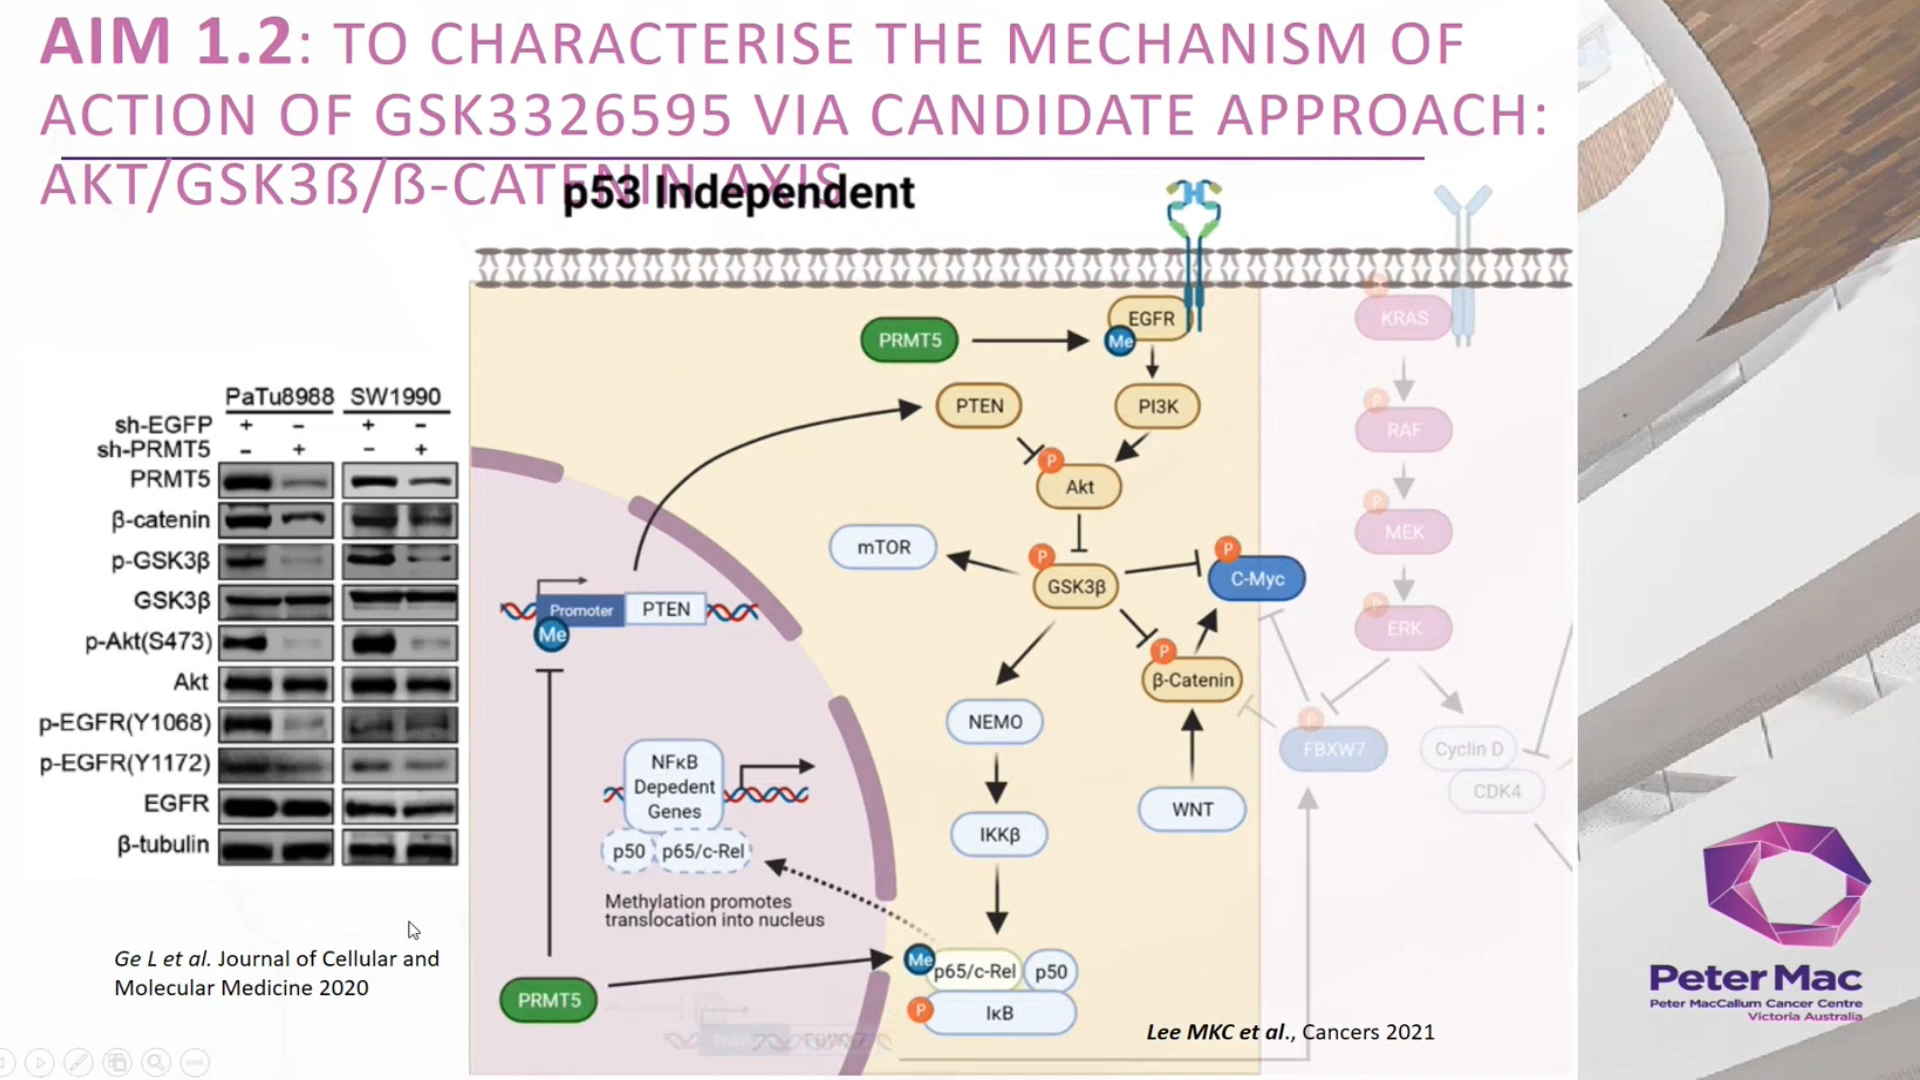 AIM 1.2: TO CHARACTERISE THE MECHANISM OF
ACTION OF GSK3326595 VIA CANDIDATE APPROACH:
AKT/GSK3ß/ß-CATENIN AXIS
p53 Independent
PaTu8988 SW1990
sh-EGFP + - + -
sh-PRMT5 - + - +
PRMT5
β-catenin
p-GSK3β
GSK3β
p-Akt(S473)
Akt
p-EGFR(Y1068)
p-EGFR(Y1172)
EGFR
β-tubulin
Ge L et al. Journal of Cellular and
Molecular Medicine 2020
PRMT5
EGFR
Me
PTEN
PI3K
P
Akt
mTOR
P
GSK3β
P
C-Myc
Promoter
PTEN
Me
P
β-Catenin
NEMO
WNT
IKKβ
NFκB
Depedent
Genes
p50
p65/c-Rel
Methylation promotes
translocation into nucleus
PRMT5
Me
p65/c-Rel
p50
P
IκB
P
KRAS
P
RAF
P
MEK
P
ERK
P
FBXW7
Cyclin D
CDK4
Lee MKC et al., Cancers 2021
Peter Mac
Peter MacCallum Cancer Centre
Victoria Australia